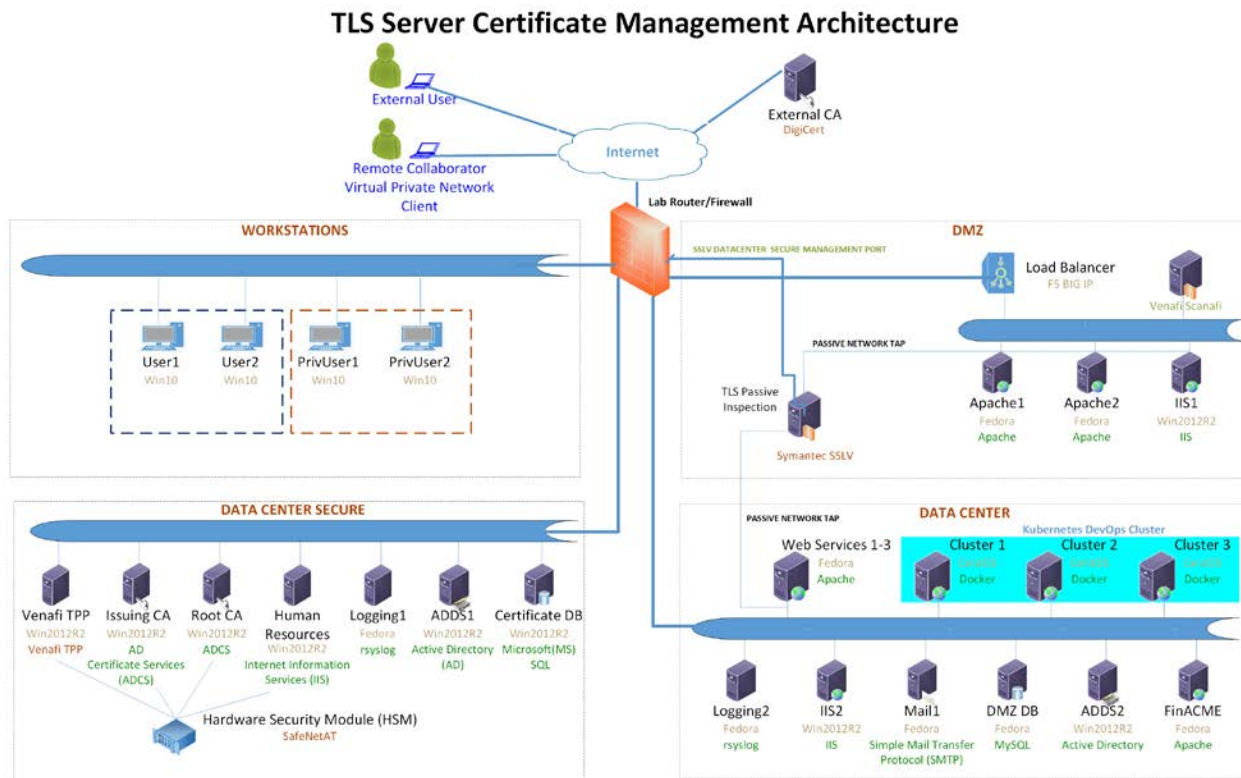 TLS Server Certificate Management Architecture
External User
External CA
DigiCert
Internet
Remote Collaborator
Virtual Private Network
Client
Lab Router/Firewall
WORKSTATIONS
User1
Win10
User2
Win10
PrivUser1
Win10
PrivUser2
Win10
DMZ
SSLV DATACENTER SECURE MANAGEMENT PORT
Load Balancer
F5 BIG IP
Venafi Scanafi
PASSIVE NETWORK TAP
TLS Passive
Inspection
Symantec SSLV
Apache1
Fedora
Apache
Apache2
Fedora
Apache
IIS1
Win2012R2
IIS
DATA CENTER SECURE
Venafi TPP
Win2012R2
Venafi TPP
Issuing CA
Win2012R2
AD
Certificate Services
(ADCS)
Root CA
Win2012R2
ADCS
Human
Resources
Win2012R2
Internet Information
Services (IIS)
Logging1
Fedora
rsyslog
ADDS1
Win2012R2
Active Directory
(AD)
Certificate DB
Win2012R2
Microsoft(MS)
SQL
Hardware Security Module (HSM)
SafeNetAT
DATA CENTER
PASSIVE NETWORK TAP
Kubernetes DevOps Cluster
Web Services 1-3
Fedora
Apache
Cluster 1
Docker
Cluster 2
Docker
Cluster 3
Docker
Logging2
Fedora
rsyslog
IIS2
Win2012R2
IIS
Mail1
Fedora
Simple Mail Transfer
Protocol (SMTP)
DMZ DB
Fedora
MySQL
ADDS2
Win2012R2
Active Directory
FinACME
Fedora
Apache